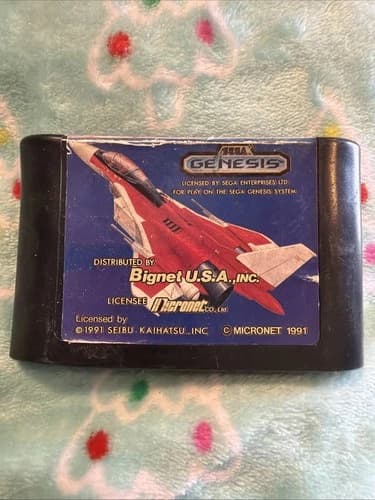 SEGA
GENESIS
LICENSED BY SEGA ENTERPRISES LTD.
FOR PLAY ON THE SEGA GENESIS SYSTEM.
DISTRIBUTED BY
Bignet U.S.A., INC.
LICENSEE Micronet CO., Ltd.
Licensed by
© 1991 SEIBU KAIHATSU., INC © MICRONET 1991